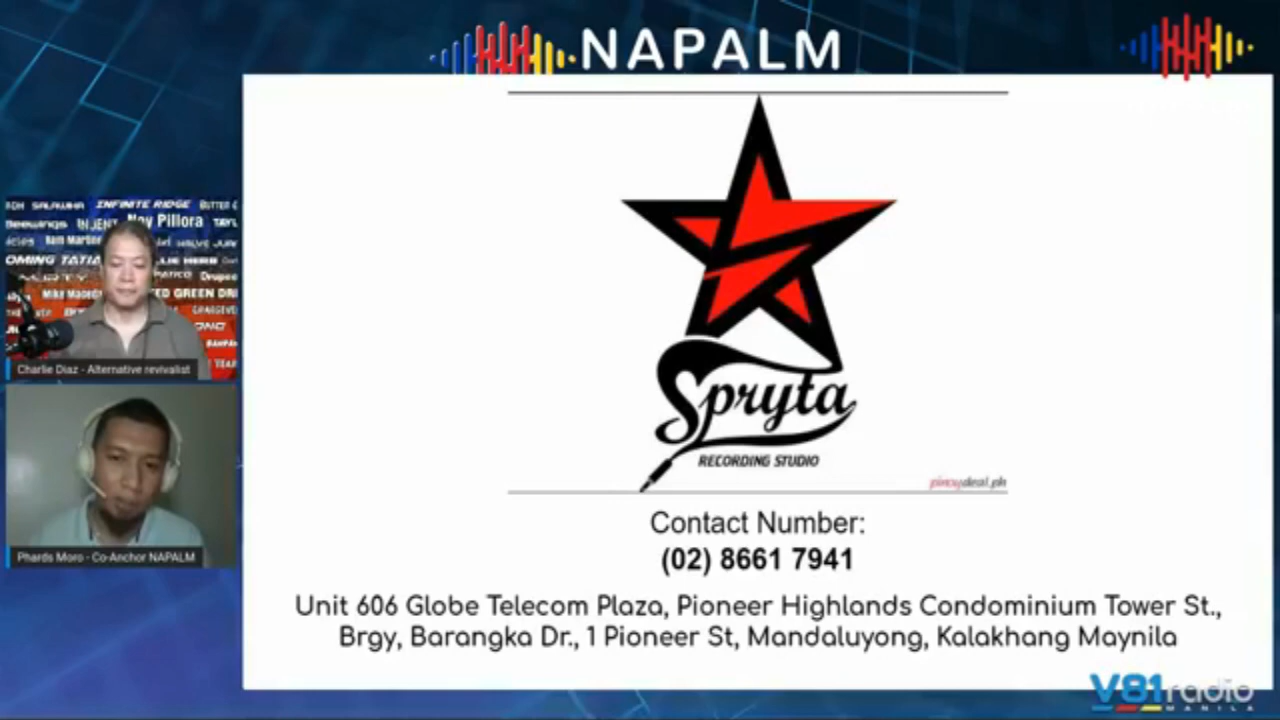 NAPALM
INFINITE RIDGE
Noy Pillora
Charlie Diaz - Alternative revivalist
Phards Moro - Co-Anchor NAPALM
Spryta
RECORDING STUDIO
pinoydeal.ph
Contact Number:
(02) 8661 7941
Unit 606 Globe Telecom Plaza, Pioneer Highlands Condominium Tower St.,
Brgy, Barangka Dr., 1 Pioneer St, Mandaluyong, Kalakhang Maynila
V81radio
MANILA